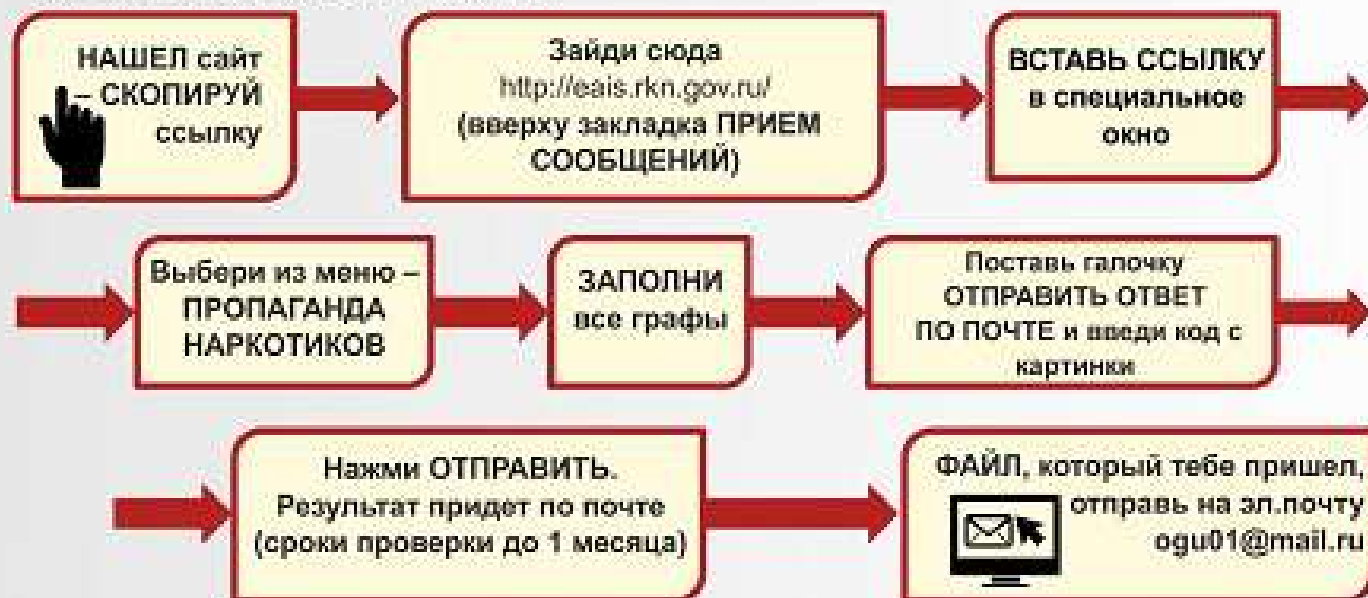 НАШЕЛ сайт
– СКОПИРУЙ
ссылку
Зайди сюда
http://eais.rkn.gov.ru/
(вверху закладка ПРИЕМ
СООБЩЕНИЙ)
ВСТАВЬ ССЫЛКУ
в специальное
окно
Выбери из меню –
ПРОПАГАНДА
НАРКОТИКОВ
ЗАПОЛНИ
все графы
Поставь галочку
ОТПРАВИТЬ ОТВЕТ
ПО ПОЧТЕ и введи код с
картинки
Нажми ОТПРАВИТЬ.
Результат придет по почте
(сроки проверки до 1 месяца)
ФАЙЛ, который тебе пришел,
отправь на эл.почту
ogu01@mail.ru